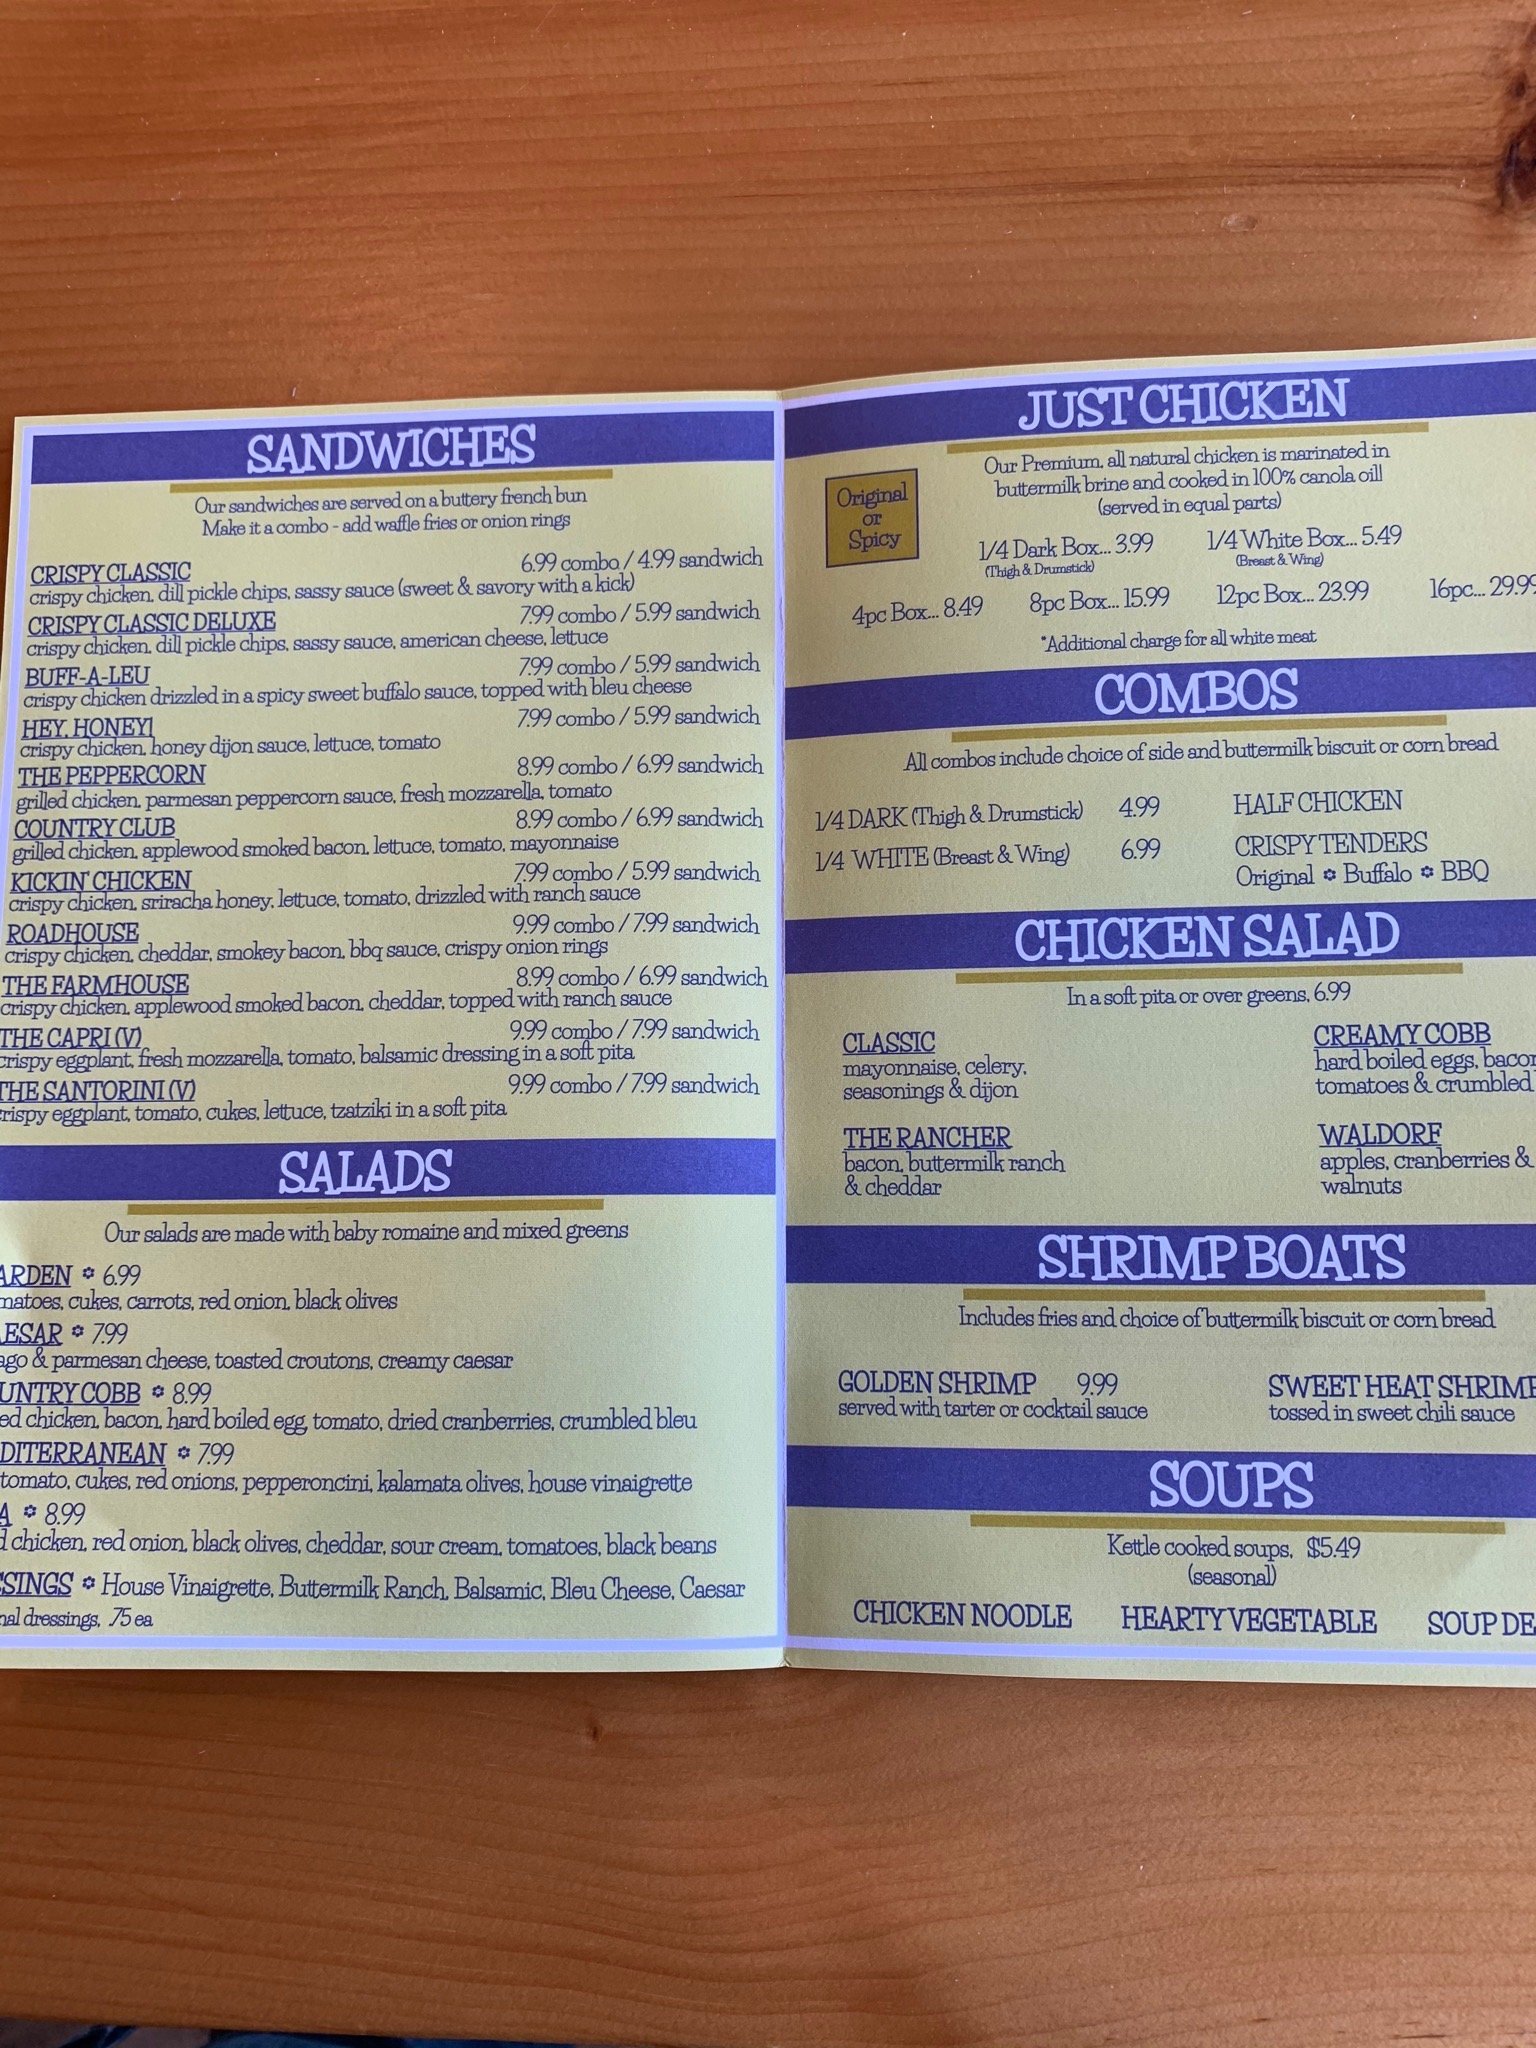 SANDWICHES
Our sandwiches are served on a buttery french bun
Make it a combo - add waffle fries or onion rings
CRISPY CLASSIC 6.99 combo / 4.99 sandwich
crispy chicken, dill pickle chips, sassy sauce (sweet & savory with a kick)
CRISPY CLASSIC DELUXE 7.99 combo / 5.99 sandwich
crispy chicken, dill pickle chips, sassy sauce, american cheese, lettuce
BUFF-A-LEU 7.99 combo / 5.99 sandwich
crispy chicken drizzled in a spicy sweet buffalo sauce, topped with bleu cheese
HEY, HONEY! 7.99 combo / 5.99 sandwich
crispy chicken, honey dijon sauce, lettuce, tomato
THE PEPPERCORN 8.99 combo / 6.99 sandwich
grilled chicken, parmesan peppercorn sauce, fresh mozzarella, tomato
COUNTRY CLUB 8.99 combo / 6.99 sandwich
grilled chicken, applewood smoked bacon, lettuce, tomato, mayonnaise
KICKIN' CHICKEN 7.99 combo / 5.99 sandwich
crispy chicken, sriracha honey, lettuce, tomato, drizzled with ranch sauce
ROADHOUSE 9.99 combo / 7.99 sandwich
crispy chicken, cheddar, smokey bacon, bbq sauce, crispy onion rings
THE FARMHOUSE 8.99 combo / 6.99 sandwich
crispy chicken, applewood smoked bacon, cheddar, topped with ranch sauce
THE CAPRI (V) 9.99 combo / 7.99 sandwich
crispy eggplant, fresh mozzarella, tomato, balsamic dressing in a soft pita
THE SANTORINI (V) 9.99 combo / 7.99 sandwich
crispy eggplant, tomato, cukes, lettuce, tzatziki in a soft pita
SALADS
Our salads are made with baby romaine and mixed greens
ARDEN 6.99
matoes, cukes, carrots, red onion, black olives
AESAR 7.99
ago & parmesan cheese, toasted croutons, creamy caesar
UNTRY COBB 8.99
ed chicken, bacon, hard boiled egg, tomato, dried cranberries, crumbled bleu
DITERRANEAN 7.99
tomato, cukes, red onions, pepperoncini, kalamata olives, house vinaigrette
A 8.99
d chicken, red onion, black olives, cheddar, sour cream, tomatoes, black beans
SSINGS House Vinaigrette, Buttermilk Ranch, Balsamic, Bleu Cheese, Caesar
nal dressings, .75 ea
JUST CHICKEN
Our Premium, all natural chicken is marinated in
buttermilk brine and cooked in 100% canola oil!
(served in equal parts)
Original
or
Spicy
1/4 Dark Box... 3.99 1/4 White Box... 5.49
(Thigh & Drumstick) (Breast & Wing)
4pc Box... 8.49 8pc Box... 15.99 12pc Box... 23.99 16pc... 29.99
*Additional charge for all white meat
COMBOS
All combos include choice of side and buttermilk biscuit or corn bread
1/4 DARK (Thigh & Drumstick) 4.99 HALF CHICKEN
1/4 WHITE (Breast & Wing) 6.99 CRISPY TENDERS
Original Buffalo BBQ
CHICKEN SALAD
In a soft pita or over greens, 6.99
CLASSIC CREAMY COBB
mayonnaise, celery, hard boiled eggs, bacon
seasonings & dijon tomatoes & crumbled
THE RANCHER WALDORF
bacon, buttermilk ranch apples, cranberries &
& cheddar walnuts
SHRIMP BOATS
Includes fries and choice of buttermilk biscuit or corn bread
GOLDEN SHRIMP 9.99 SWEET HEAT SHRIMP
served with tarter or cocktail sauce tossed in sweet chili sauce
SOUPS
Kettle cooked soups, $5.49
(seasonal)
CHICKEN NOODLE HEARTY VEGETABLE SOUP DE